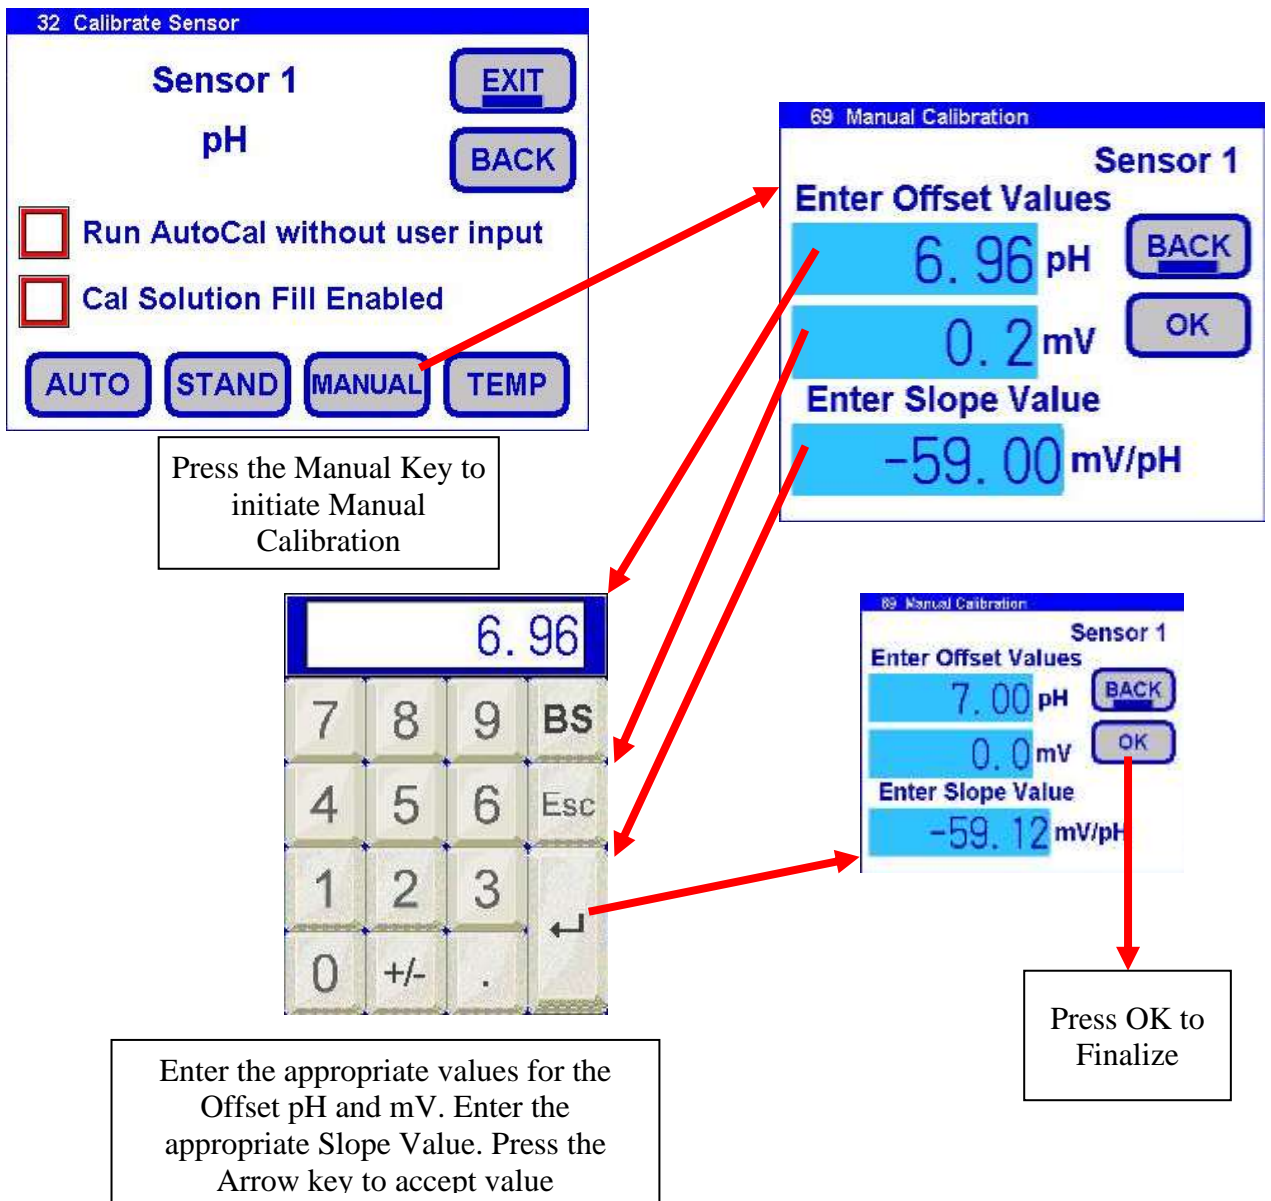 32 Calibrate Sensor
Sensor 1
pH
EXIT
BACK
Run AutoCal without user input
Cal Solution Fill Enabled
AUTO STAND MANUAL TEMP
Press the Manual Key to
initiate Manual
Calibration
69 Manual Calibration
Sensor 1
Enter Offset Values
6.96 pH
BACK
0.2 mV
OK
Enter Slope Value
-59.00 mV/pH
6.96
7 8 9 BS
4 5 6 Esc
1 2 3 ↵
0 +/- .
Enter the appropriate values for the
Offset pH and mV. Enter the
appropriate Slope Value. Press the
Arrow key to accept value
69 Manual Calibration
Sensor 1
Enter Offset Values
7.00 pH
BACK
0.0 mV
OK
Enter Slope Value
-59.12 mV/pH
Press OK to
Finalize